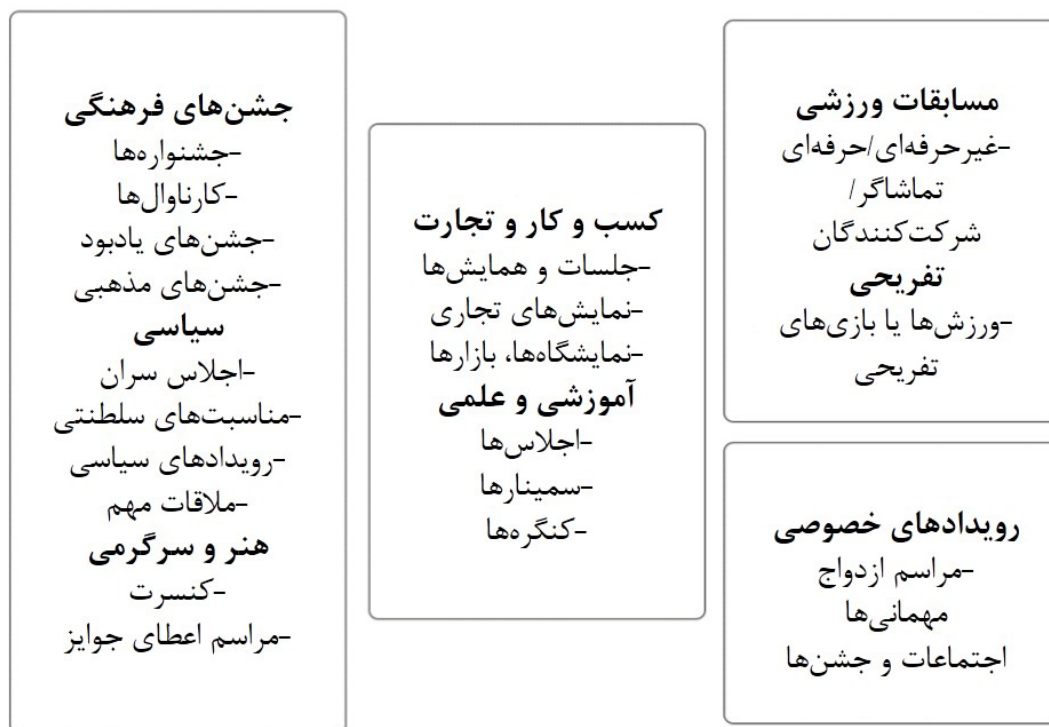 مسابقات ورزشی
-غیرحرفه‌ای/حرفه‌ای
تماشاگر/
شرکت‌کنندگان
تفریحی
-ورزش‌ها یا بازی‌های
تفریحی
رویدادهای خصوصی
-مراسم ازدواج
مهمانی‌ها
اجتماعات و جشن‌ها
کسب و کار و تجارت
-جلسات و همایش‌ها
نمایش‌های تجاری
-نمایشگاه‌ها، بازارها
آموزشی و علمی
-اجلاس‌ها
-سمینارها
-کنگره‌ها
جشن‌های فرهنگی
-جشنواره‌ها
-کارناوال‌ها
-جشن‌های یادبود
-جشن‌های مذهبی
سیاسی
-اجلاس سران
-مناسبت‌های سلطنتی
-رویدادهای سیاسی
-ملاقات مهم
هنر و سرگرمی
-کنسرت
-مراسم اعطای جوایز